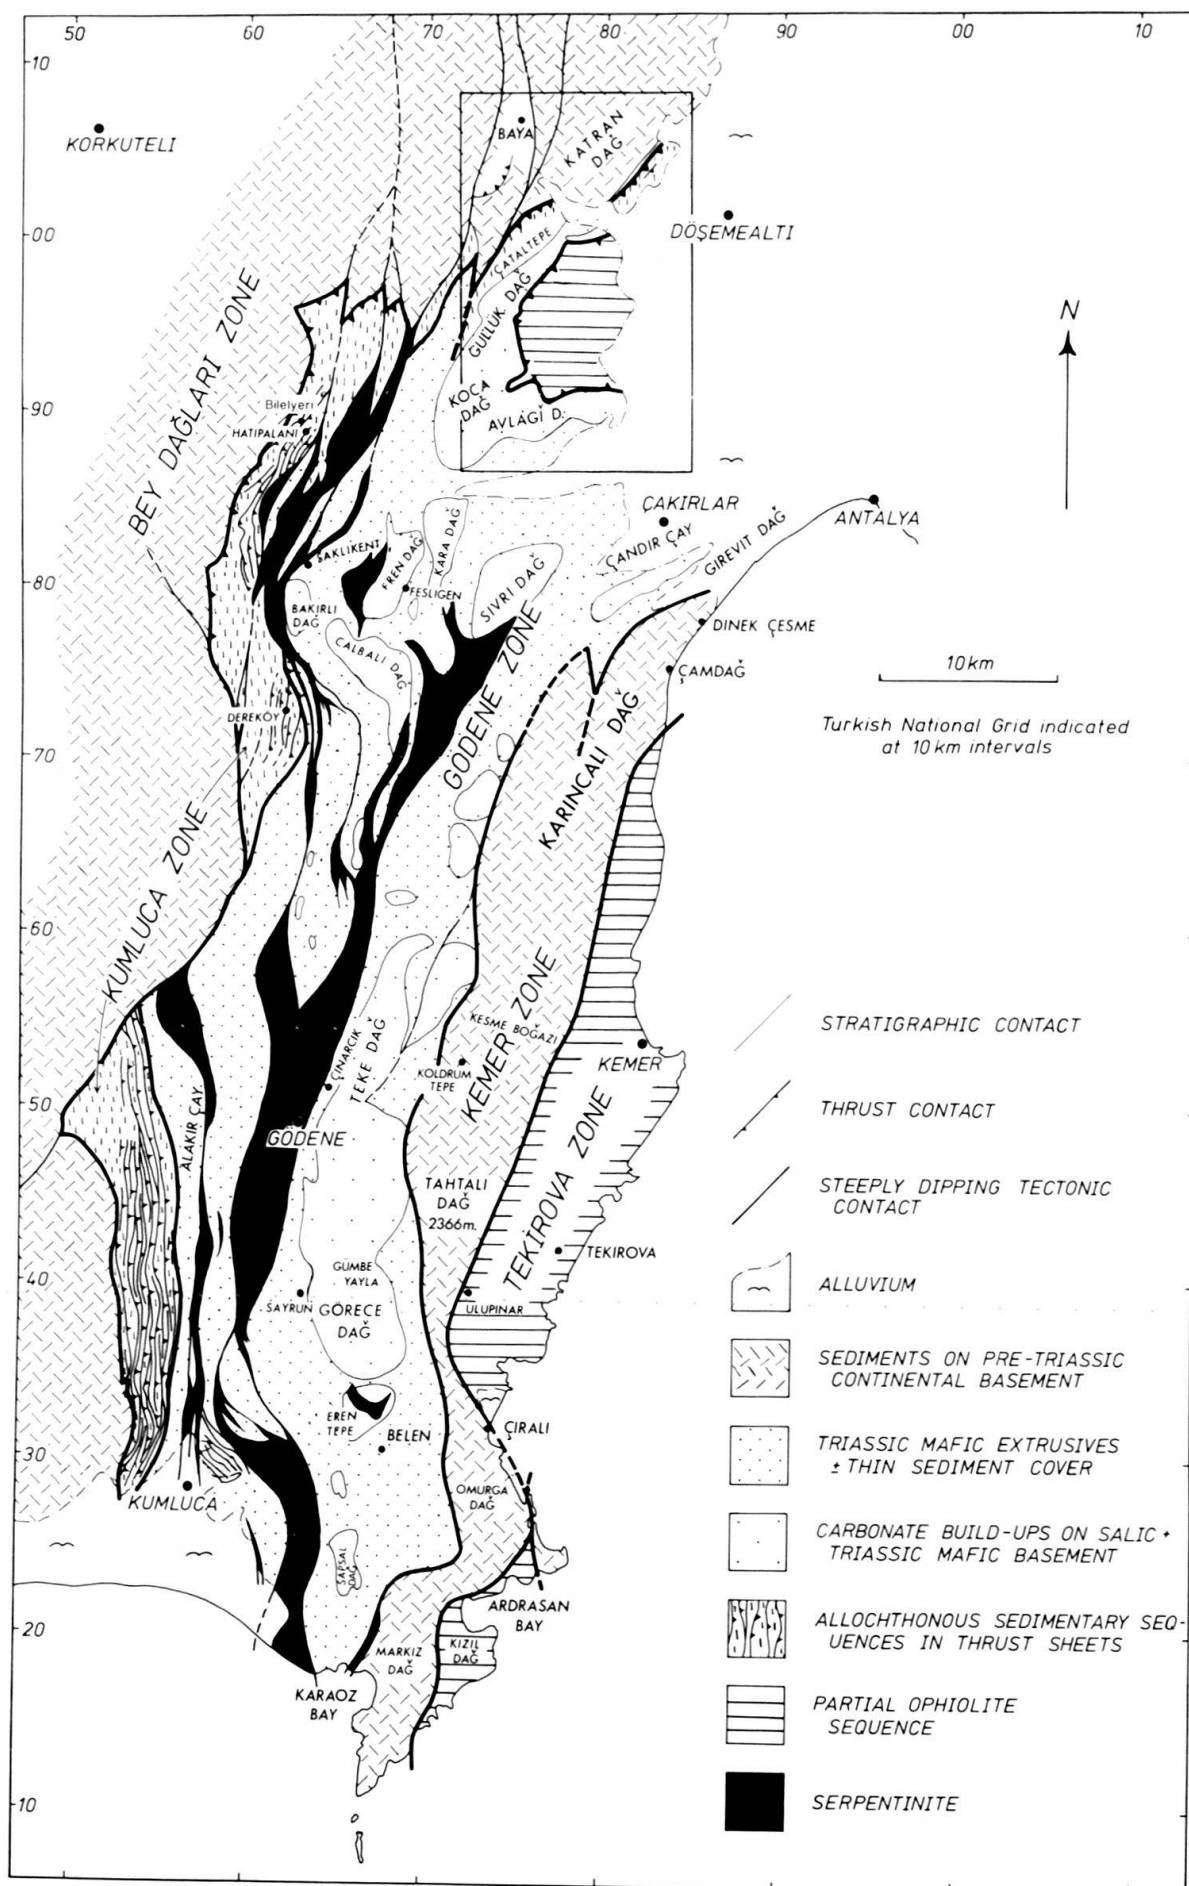 50
60
70
80
90
00
10
10
00
90
80
70
60
50
40
30
20
10
KORKUTELİ
BAYA
KATRAN
DAĞ
DÖŞEMEALTI
ÇATALTEPE
GÜLLÜK DAĞ
KOCA
DAĞ
AVLAĞI D.
N
BEY DAĞLARI ZONE
Bilelyeri
HATIPALANI
ÇAKIRLAR
ANTALYA
ÇANDIR ÇAY
GIREVIT DAĞ
BAKLIKENT
EREN DAĞ
KARA DAĞ
FESLIGEN
SIVRI DAĞ
BAKIRLI
DAĞ
CALBALI DAĞ
DINEK ÇESME
ÇAMDAĞ
10km
Turkish National Grid indicated
at 10km intervals
DEREKÖY
GÖDENE ZONE
KARINCALI DAĞ
KUMLUCA ZONE
KESME BOĞAZI
KEMER ZONE
KEMER
KOLDRUM
TEPE
ÇINARCIK
TEKE DAĞ
ALAKIR ÇAY
GÖDENE
TAHTALI
DAĞ
2366m.
TEKİROVA ZONE
TEKIROVA
GÜMBE
YAYLA
SAYRUN
GÖRECE
DAĞ
ULUPINAR
EREN
TEPE
BELEN
ÇIRALI
KUMLUCA
OMURGA
DAĞ
SAPSAL
DAĞ
ARDRASAN
BAY
MARKIZ
DAĞ
KIZIL
DAĞ
KARAOZ
BAY
STRATIGRAPHIC CONTACT
THRUST CONTACT
STEEPLY DIPPING TECTONIC
CONTACT
ALLUVIUM
SEDIMENTS ON PRE-TRIASSIC
CONTINENTAL BASEMENT
TRIASSIC MAFIC EXTRUSIVES
± THIN SEDIMENT COVER
CARBONATE BUILD-UPS ON SALIC +
TRIASSIC MAFIC BASEMENT
ALLOCHTHONOUS SEDIMENTARY SEQ-
UENCES IN THRUST SHEETS
PARTIAL OPHIOLITE
SEQUENCE
SERPENTINITE